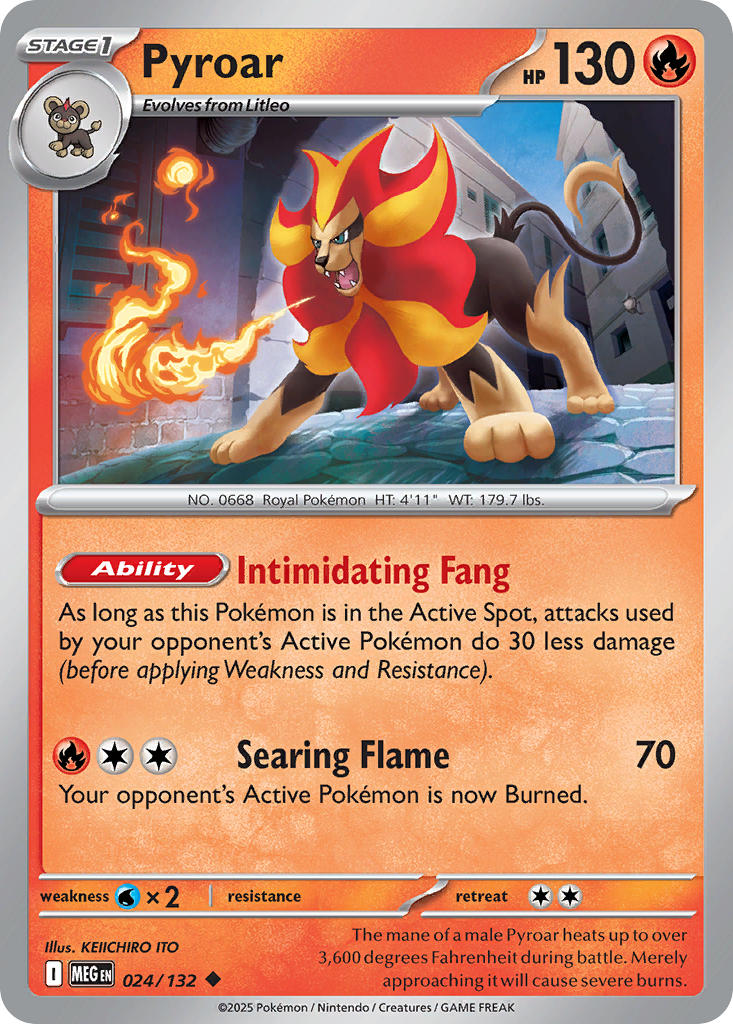 STAGE1
Pyroar
HP 130
Evolves from Litleo
NO. 0668 Royal Pokémon HT: 4'11" WT: 179.7 lbs.
Ability Intimidating Fang
As long as this Pokémon is in the Active Spot, attacks used
by your opponent's Active Pokémon do 30 less damage
(before applying Weakness and Resistance).
Searing Flame 70
Your opponent's Active Pokémon is now Burned.
weakness ×2 resistance retreat
Illus. KEIICHIRO ITO
The mane of a male Pyroar heats up to over
3,600 degrees Fahrenheit during battle. Merely
approaching it will cause severe burns.
I MEG EN 024/132
©2025 Pokémon / Nintendo / Creatures / GAME FREAK